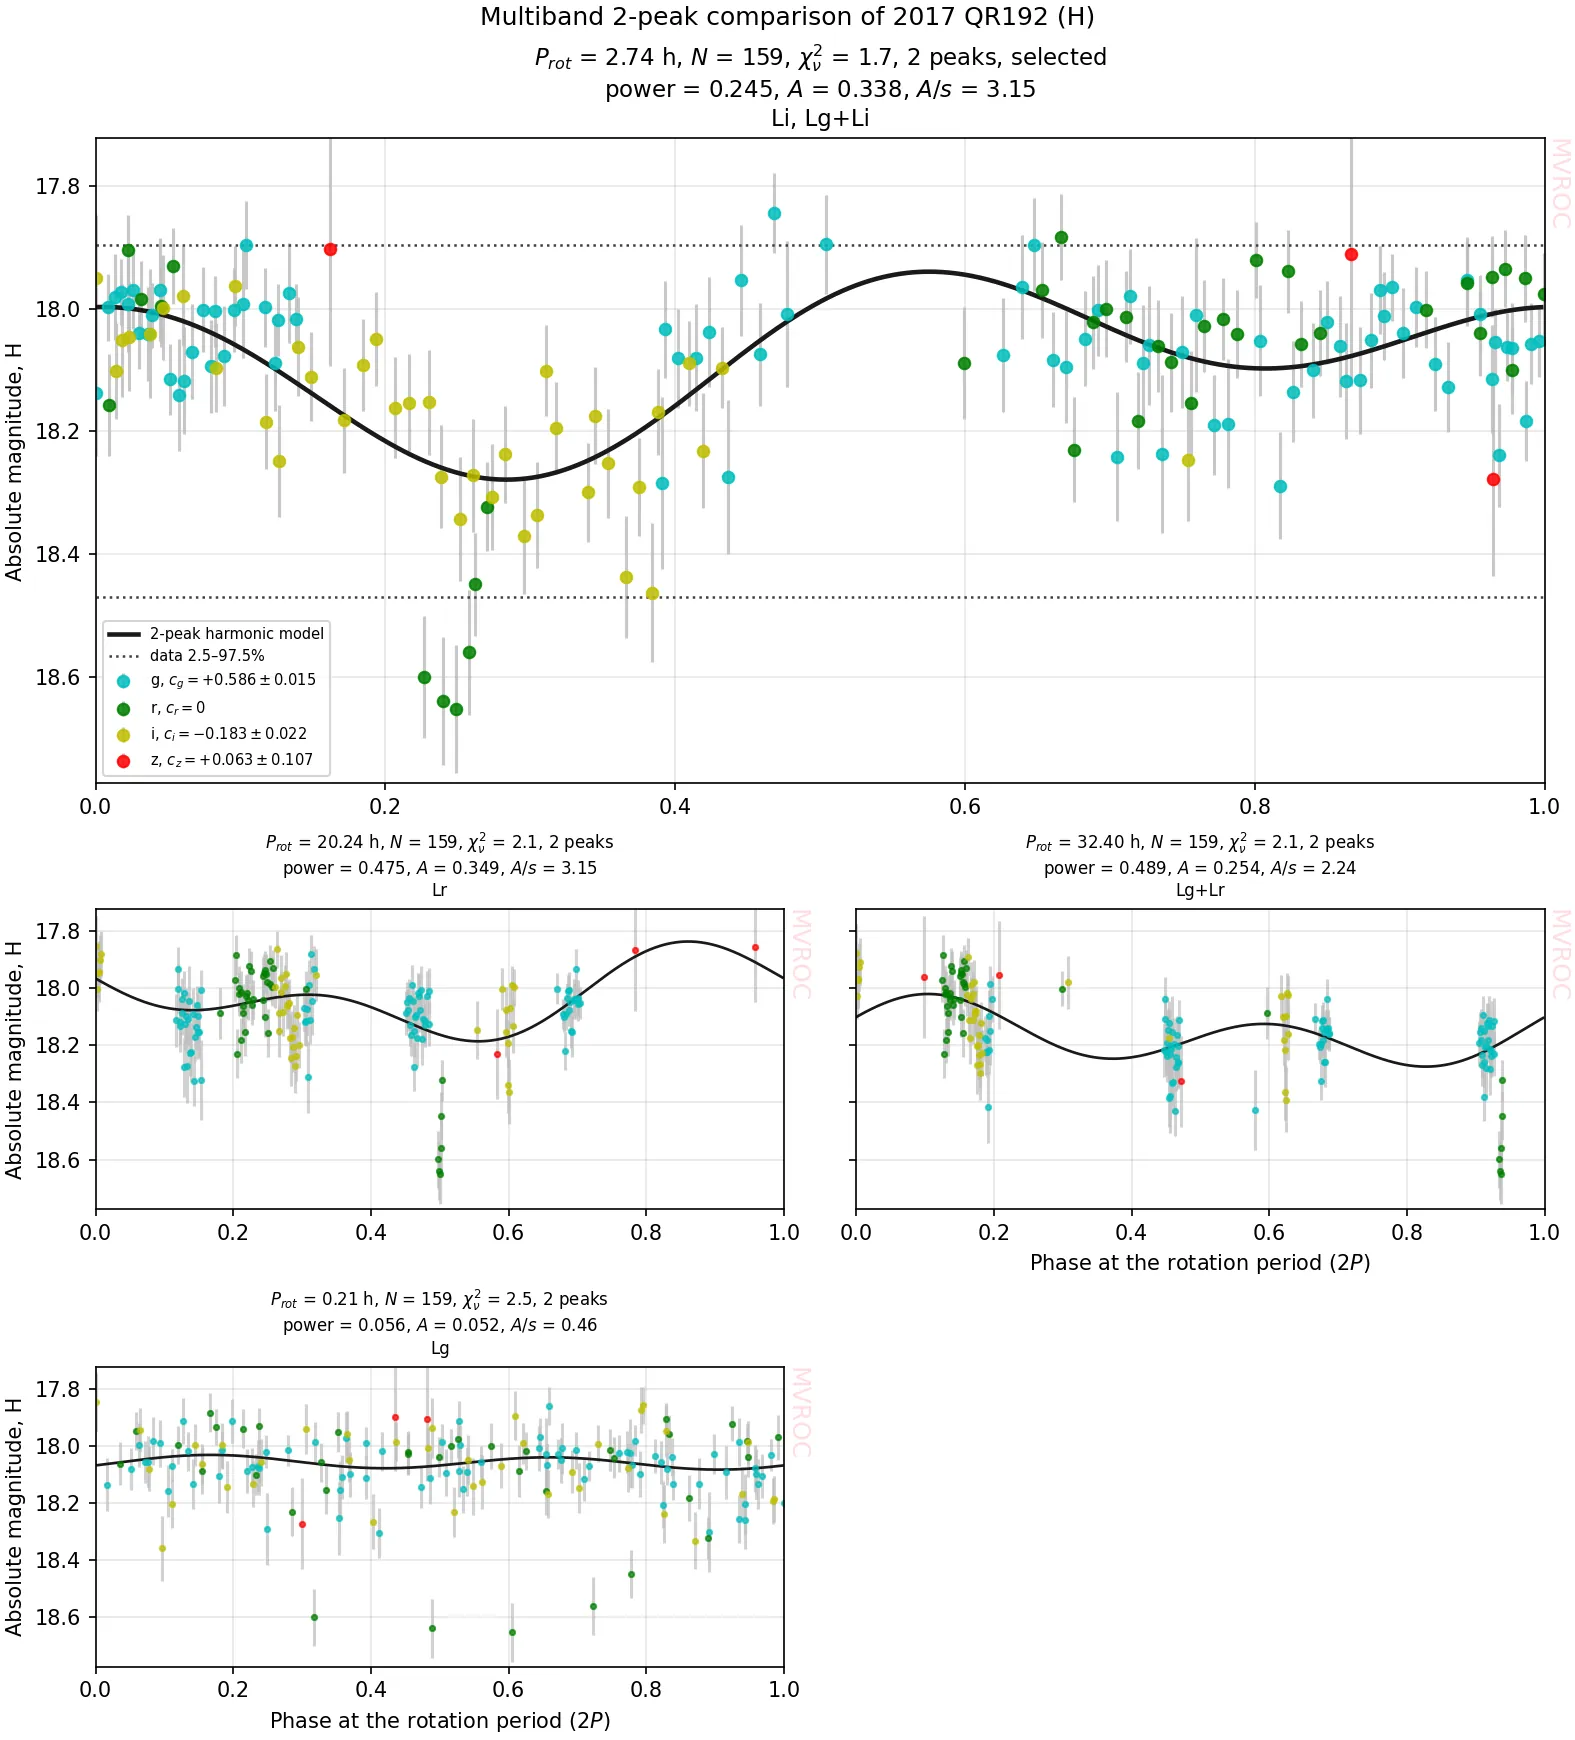 Multiband 2-peak comparison of 2017 QR192 (H)
P_rot = 2.74 h, N = 159, χ²_ν = 1.7, 2 peaks, selected
power = 0.245, A = 0.338, A/s = 3.15
Li, Lg+Li
MVROC
Absolute magnitude, H
17.8
18.0
18.2
18.4
18.6
2-peak harmonic model
data 2.5–97.5%
g, c_g = +0.586 ± 0.015
r, c_r = 0
i, c_i = −0.183 ± 0.022
z, c_z = +0.063 ± 0.107
0.0 0.2 0.4 0.6 0.8 1.0
P_rot = 20.24 h, N = 159, χ²_ν = 2.1, 2 peaks
power = 0.475, A = 0.349, A/s = 3.15
Lr
MVROC
Absolute magnitude, H
17.8
18.0
18.2
18.4
18.6
0.0 0.2 0.4 0.6 0.8 1.0
P_rot = 32.40 h, N = 159, χ²_ν = 2.1, 2 peaks
power = 0.489, A = 0.254, A/s = 2.24
Lg+Lr
MVROC
0.0 0.2 0.4 0.6 0.8 1.0
Phase at the rotation period (2P)
P_rot = 0.21 h, N = 159, χ²_ν = 2.5, 2 peaks
power = 0.056, A = 0.052, A/s = 0.46
Lg
MVROC
Absolute magnitude, H
17.8
18.0
18.2
18.4
18.6
0.0 0.2 0.4 0.6 0.8 1.0
Phase at the rotation period (2P)